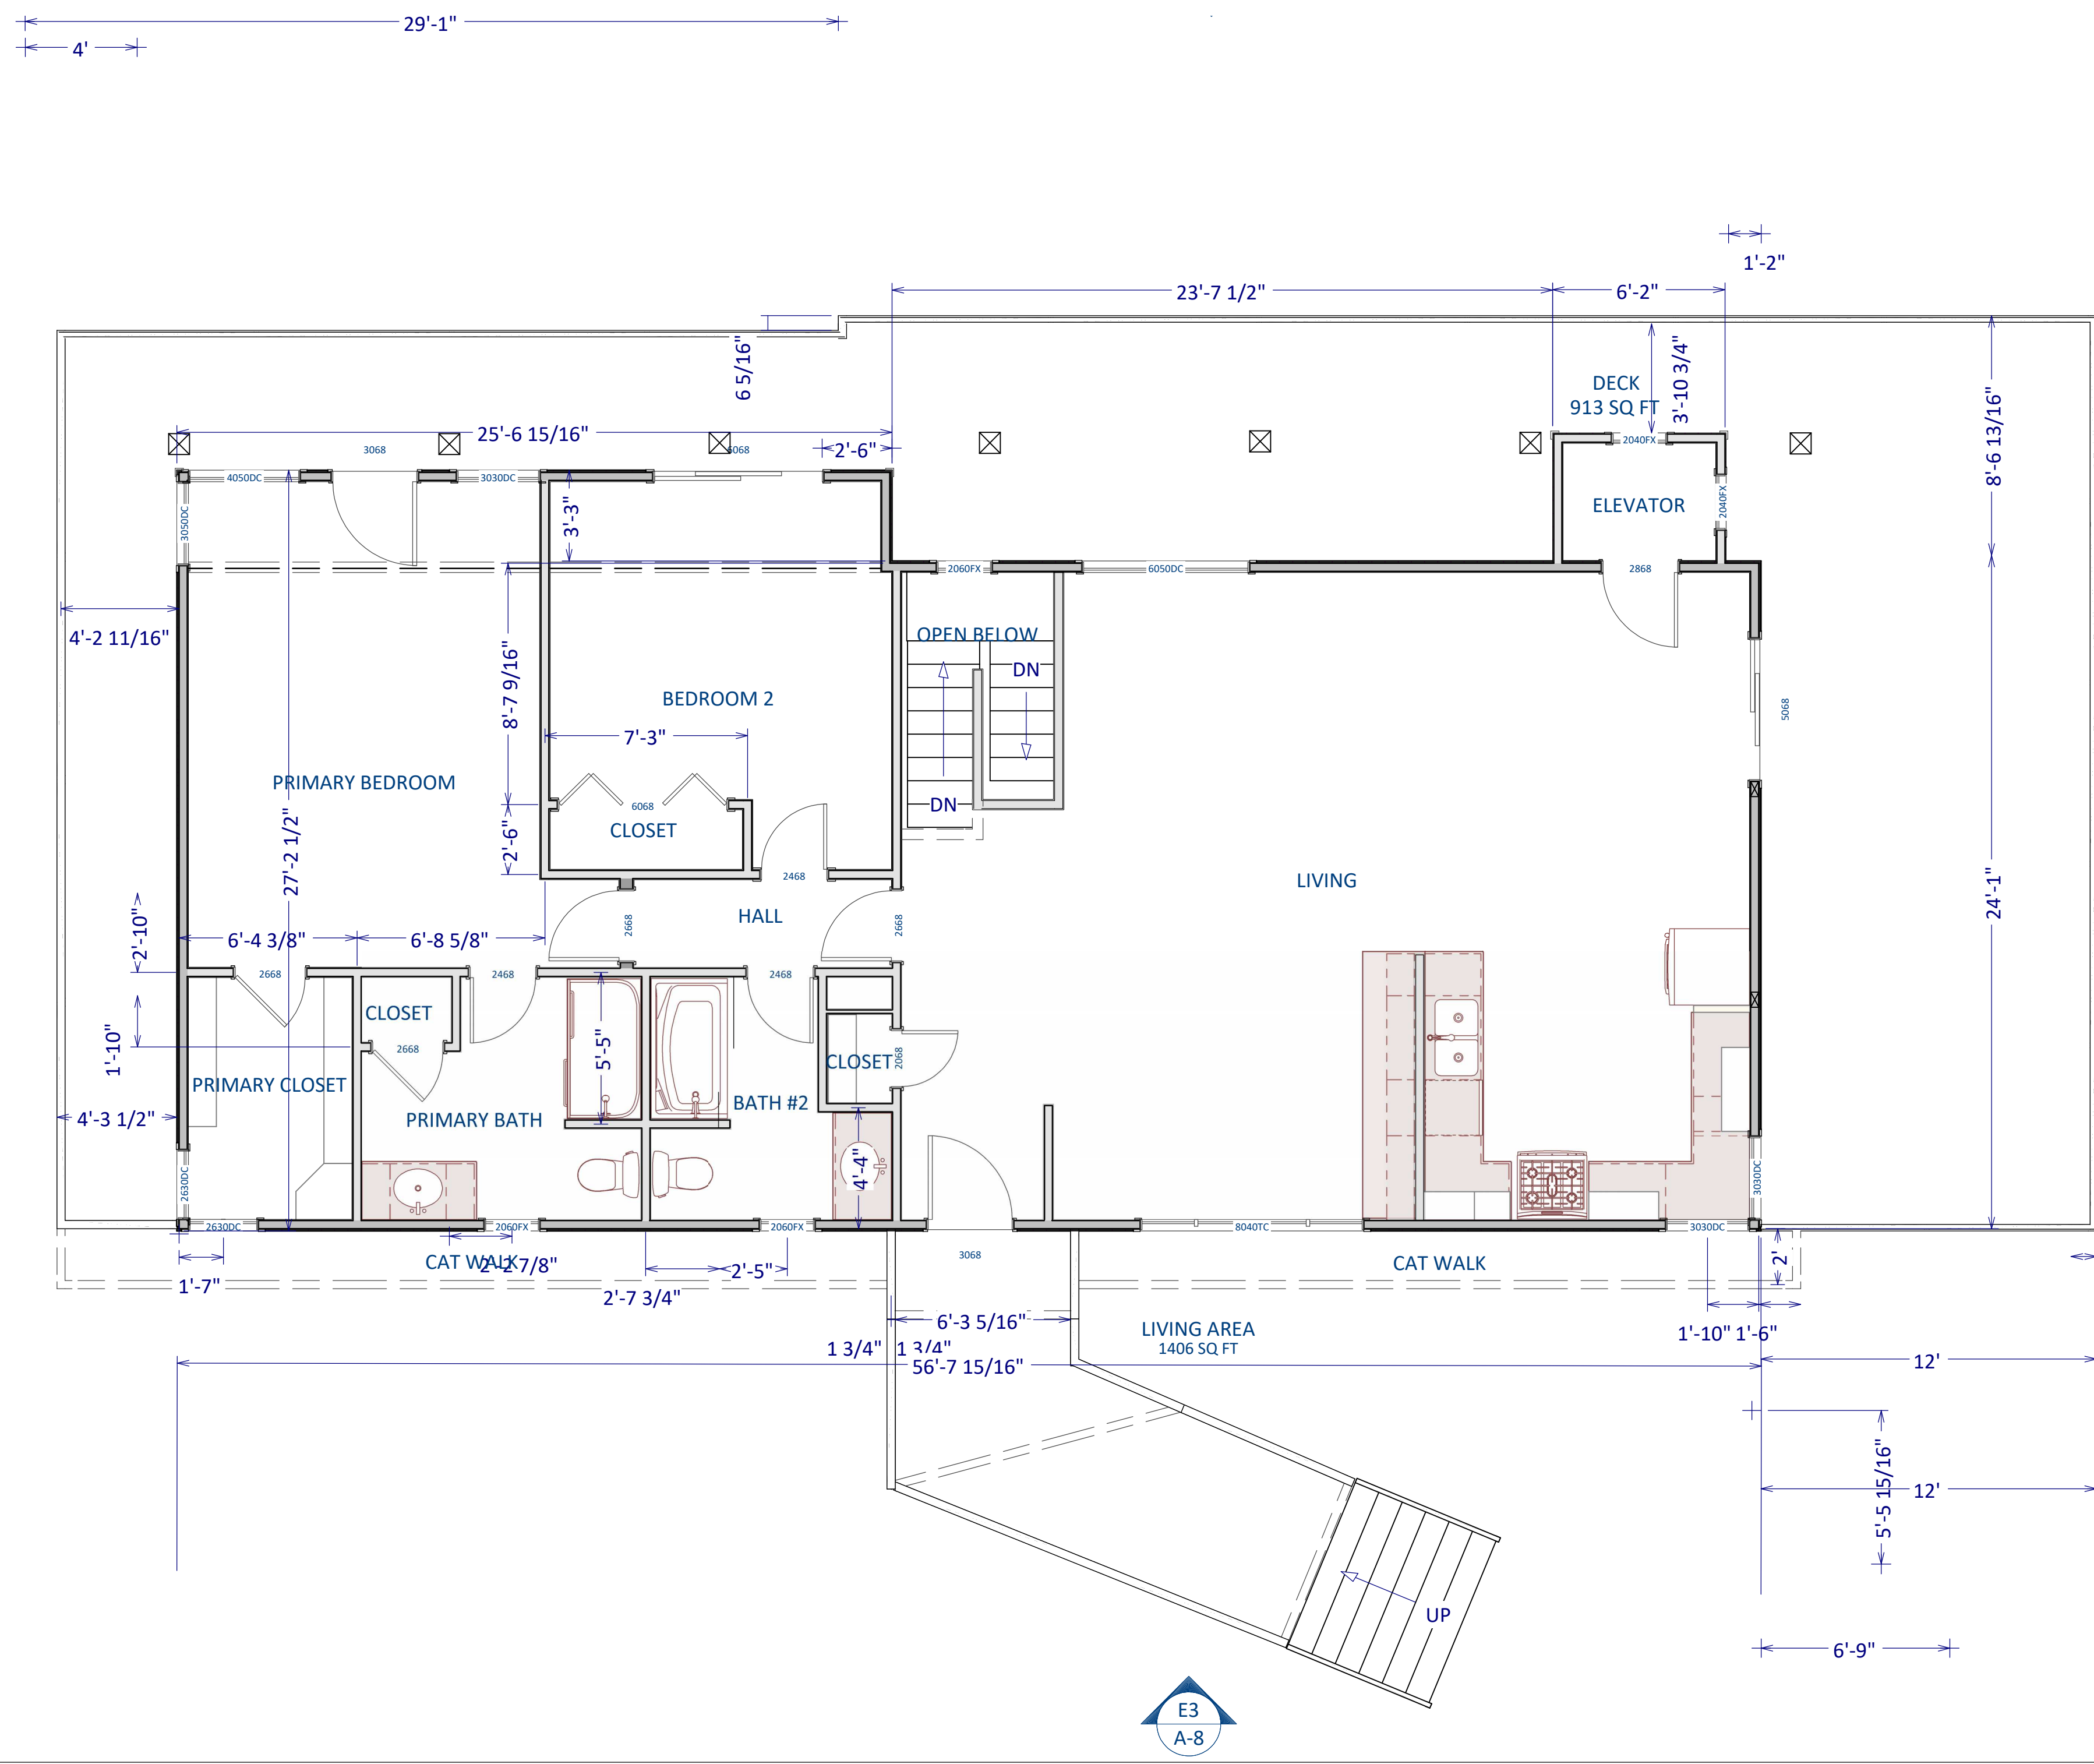 29'-1"
4'
1'-2"
23'-7 1/2"
6'-2"
6 5/16"
3'-10 3/4"
DECK
913 SQ FT
8'-6 13/16"
25'-6 15/16"
2'-6"
3068
6068
2040FX
4050DC
3030DC
3050DC
3'-3"
ELEVATOR
2040FX
2060FX
6050DC
2868
4'-2 11/16"
8'-7 9/16"
OPEN BELOW
DN
BEDROOM 2
5068
7'-3"
PRIMARY BEDROOM
27'-2 1/2"
6068
DN
CLOSET
2'-6"
2468
LIVING
24'-1"
HALL
2668
2668
2'-10"
6'-4 3/8"
6'-8 5/8"
2668
2468
2468
CLOSET
1'-10"
2668
5'-5"
CLOSET
2068
PRIMARY CLOSET
4'-3 1/2"
PRIMARY BATH
BATH #2
4'-4"
2630DC
3030DC
2630DC
2060FX
2060FX
8040TC
3030DC
3068
CAT WALK
2'-2 7/8"
CAT WALK
2'
1'-7"
2'-5"
2'-7 3/4"
6'-3 5/16"
LIVING AREA
1406 SQ FT
1'-10"
1'-6"
1 3/4"
1 3/4"
56'-7 15/16"
12'
5'-5 15/16"
12'
UP
6'-9"
E3
A-8